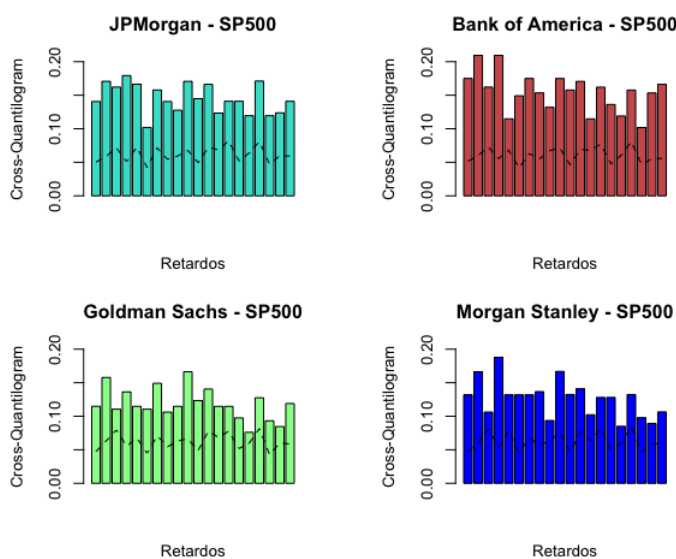 JPMorgan - SP500
Cross-Quantilogram
0.00 0.10 0.20
Retardos
Bank of America - SP500
Cross-Quantilogram
0.00 0.10 0.20
Retardos
Goldman Sachs - SP500
Cross-Quantilogram
0.00 0.10 0.20
Retardos
Morgan Stanley - SP500
Cross-Quantilogram
0.00 0.10 0.20
Retardos